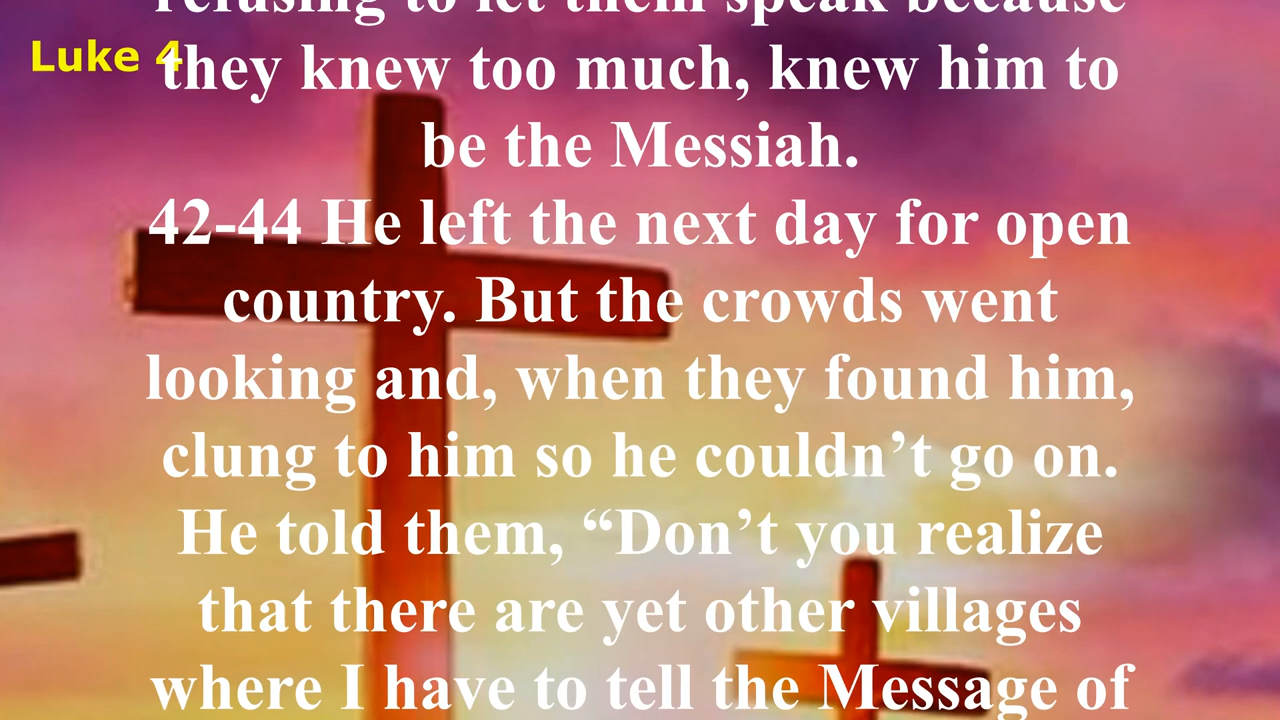 refusing to let them speak because
Luke 4
they knew too much, knew him to
be the Messiah.
42-44 He left the next day for open
country. But the crowds went
looking and, when they found him,
clung to him so he couldn’t go on.
He told them, “Don’t you realize
that there are yet other villages
where I have to tell the Message of